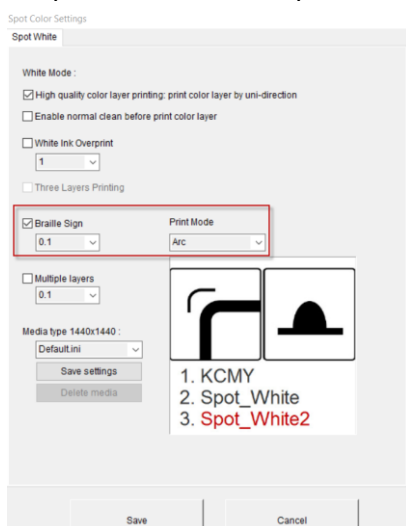 Spot Color Settings
Spot White
White Mode :
High quality color layer printing: print color layer by uni-direction
Enable normal clean before print color layer
White Ink Overprint
1
Three Layers Printing
Braille Sign
Print Mode
0.1
Arc
Multiple layers
0.1
Media type 1440x1440 :
Default.ini
Save settings
Delete media
1. KCMY
2. Spot_White
3. Spot_White2
Save
Cancel